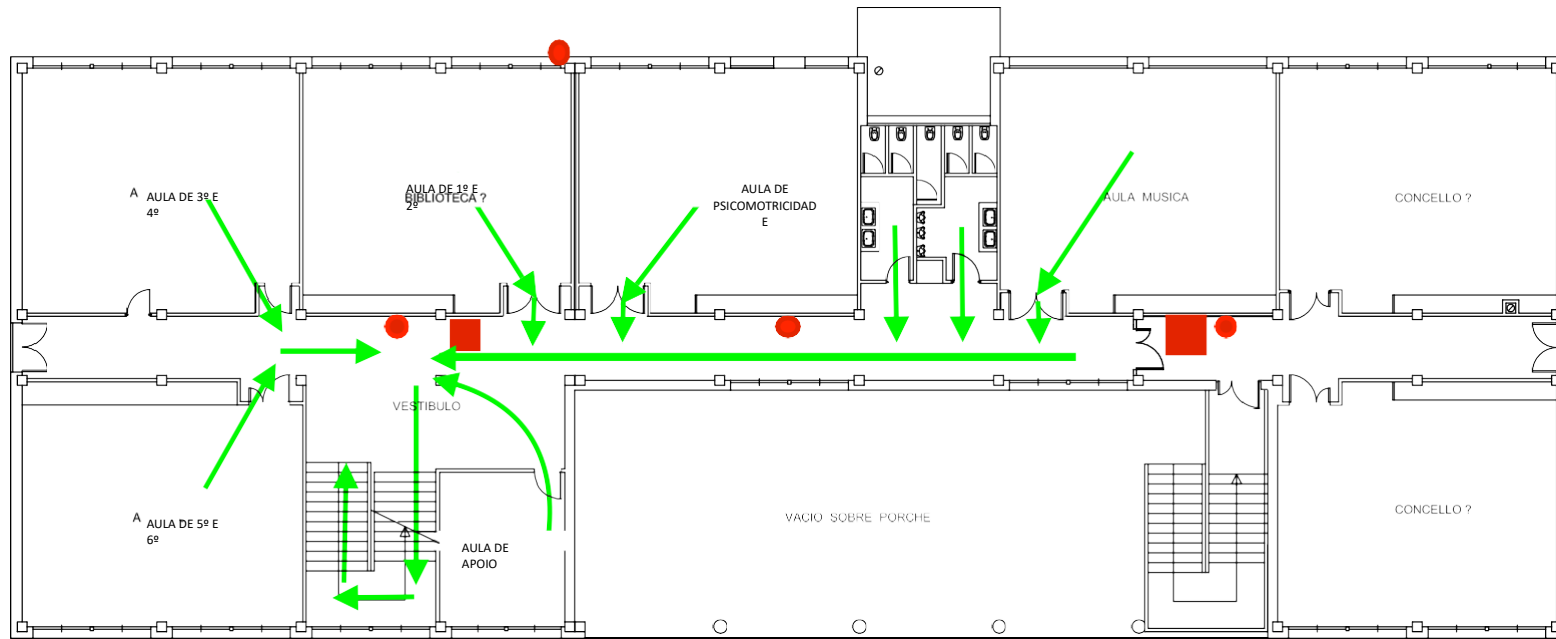 A AULA DE 3º E
4º
AULA DE 1º E
BIBLIOTECA ?
2º
AULA DE
PSICOMOTRICIDAD
E
AULA MUSICA
CONCELLO ?
VESTIBULO
A AULA DE 5º E
6º
AULA DE
APOIO
VACIO SOBRE PORCHE
CONCELLO ?